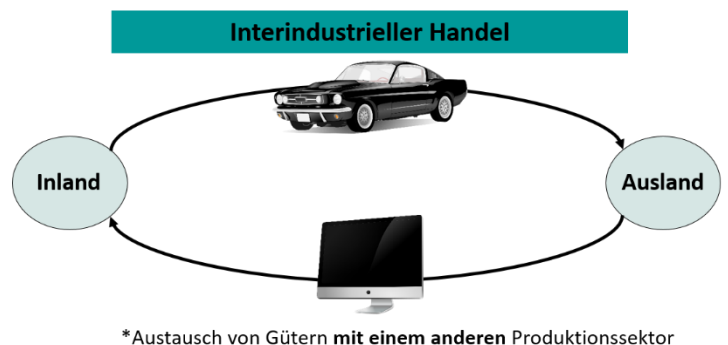 Interindustrieller Handel
Inland
Ausland
*Austausch von Gütern mit einem anderen Produktionssektor